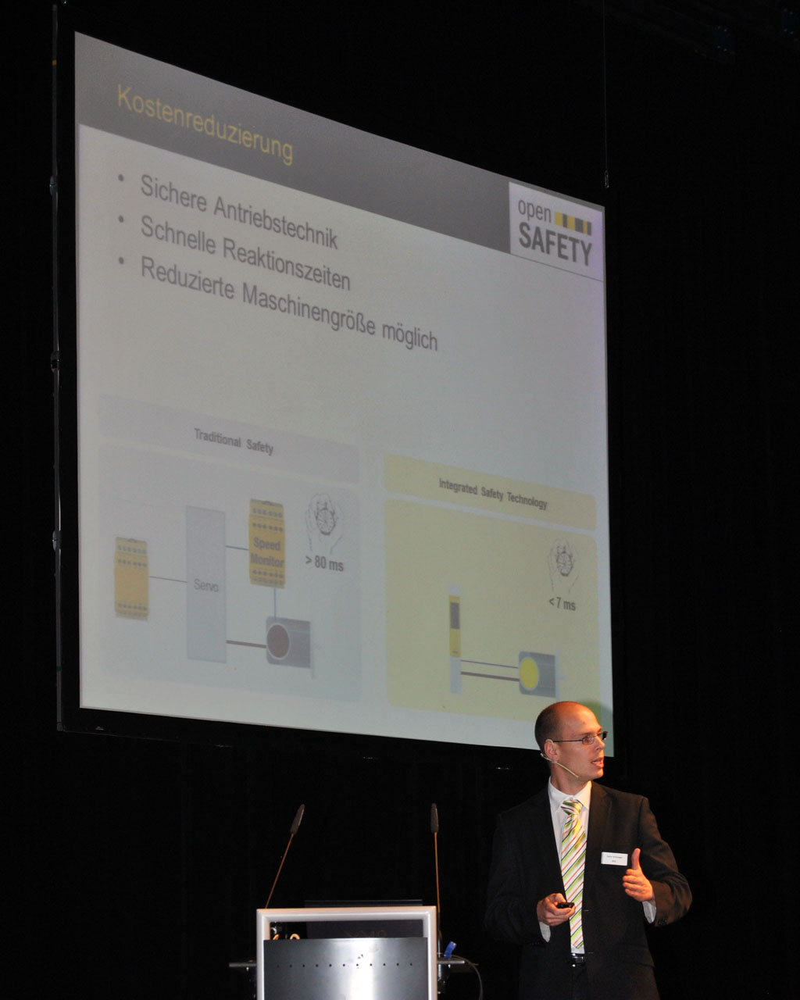 Kostenreduzierung
open
SAFETY
• Sichere Antriebstechnik
• Schnelle Reaktionszeiten
• Reduzierte Maschinengröße möglich
Traditional Safety
Speed
Monitor
> 80 ms
Servo
Integrated Safety Technology
< 7 ms